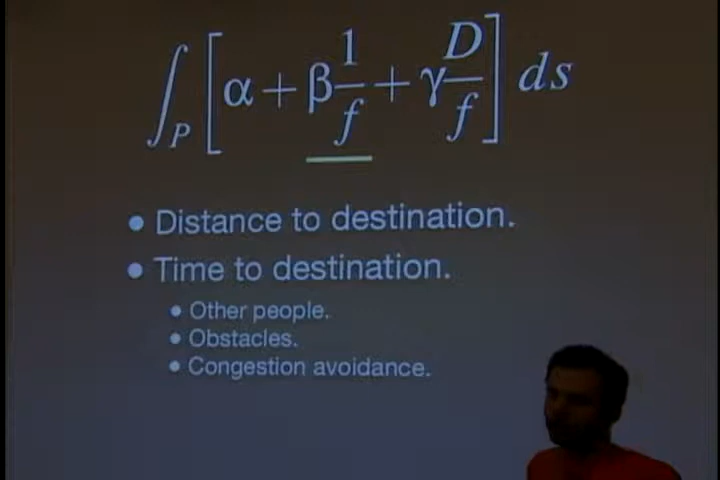 ∫_P [α + β 1/f + γ D/f] ds
• Distance to destination.
• Time to destination.
• Other people.
• Obstacles.
• Congestion avoidance.